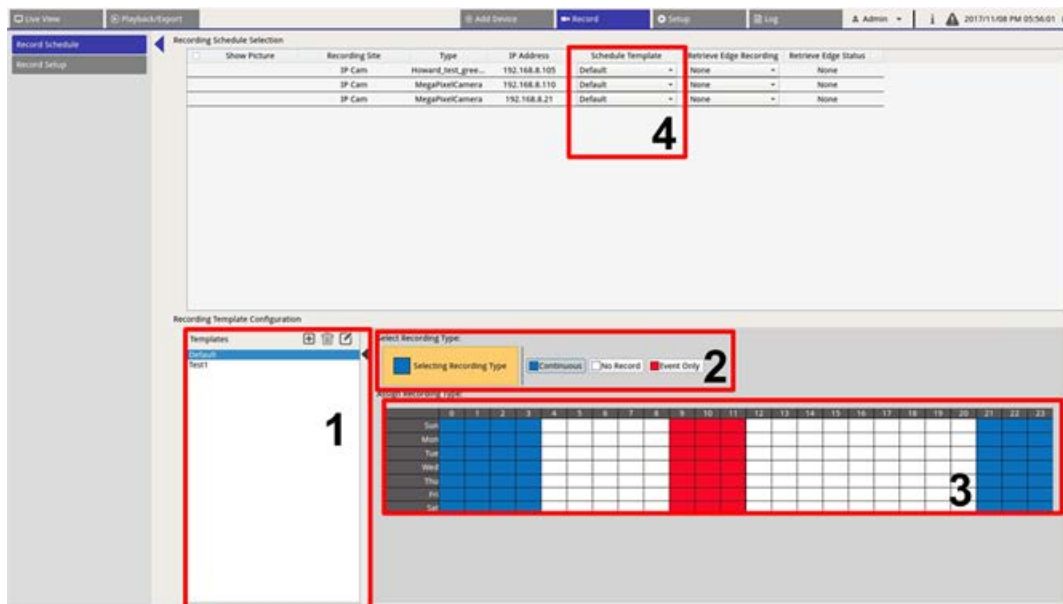 Live View Playback/Export Add Device Record Setup Log Admin i 2017/11/08 PM 05:56:01
Record Schedule
Record Setup
Recording Schedule Selection
Show Picture Recording Site Type IP Address Schedule Template Retrieve Edge Recording Retrieve Edge Status
IP Cam Howard_test_gree... 192.168.8.105 Default None None
IP Cam MegaPixelCamera 192.168.8.110 Default None None
IP Cam MegaPixelCamera 192.168.8.21 Default None None
4
Recording Template Configuration
Templates
Default
Test1
1
Select Recording Type:
Selecting Recording Type Continuous No Record Event Only
2
Assign Recording Type:
0 1 2 3 4 5 6 7 8 9 10 11 12 13 14 15 16 17 18 19 20 21 22 23
Sun
Mon
Tue
Wed
Thu
Fri
Sat
3